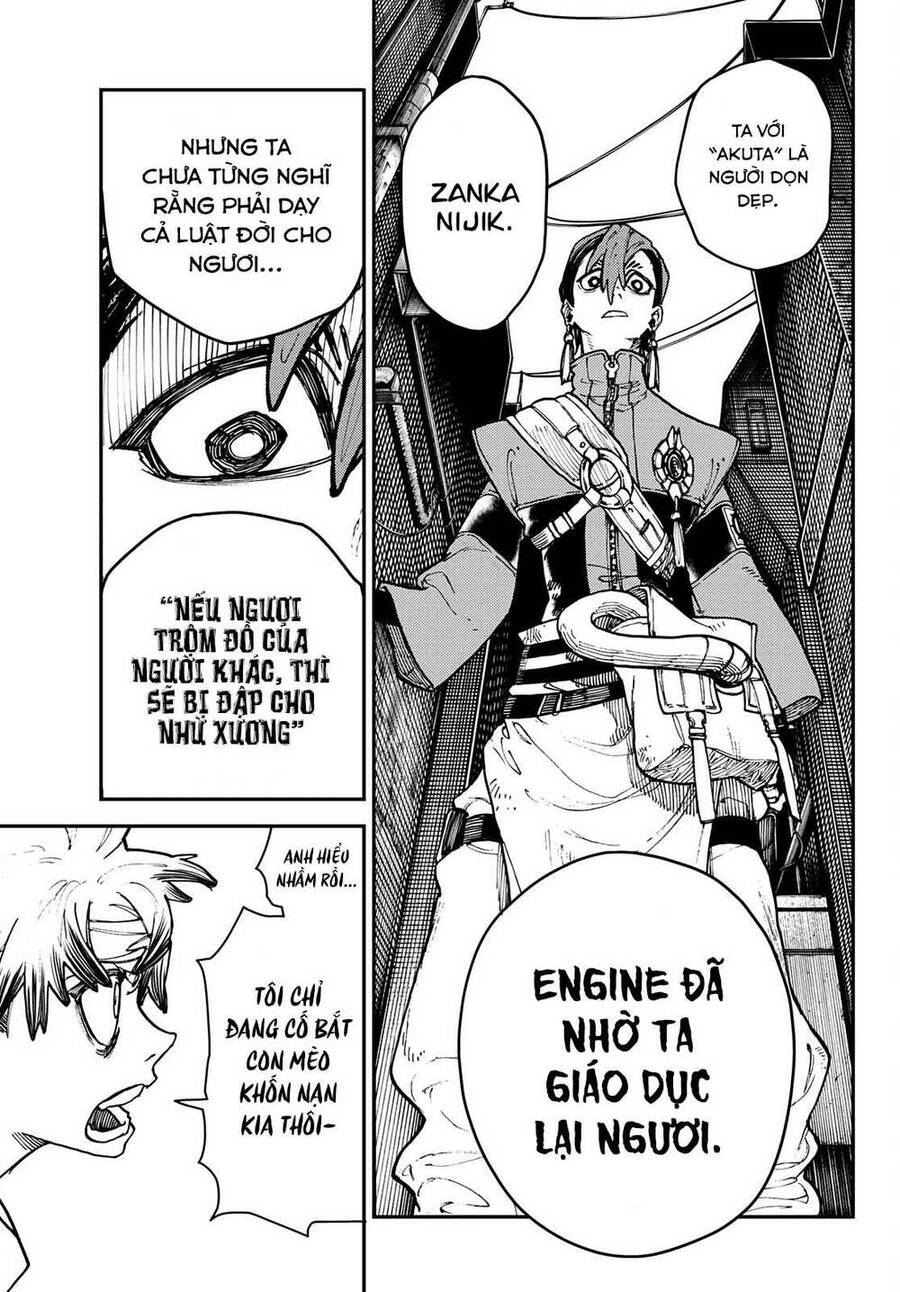 TA VỚI
"AKUTA" LÀ
NGƯỜI DỌN
DẸP.
ZANKA
NIJIK.
ENGINE ĐÃ
NHỜ TA
GIÁO DỤC
LẠI NGƯƠI.
NHƯNG TA
CHƯA TỪNG NGHĨ
RẰNG PHẢI DẠY
CẢ LUẬT ĐỜI CHO
NGƯƠI...
"NẾU NGƯƠI
TRỘM ĐỒ CỦA
NGƯỜI KHÁC, THÌ
SẼ BỊ ĐẬP CHO
NHỪ XƯƠNG"
ANH HIỂU
NHẦM RỒI...
TÔI CHỈ
ĐANG CỐ BẮT
CON MÈO
KHỐN NẠN
KIA THÔI-